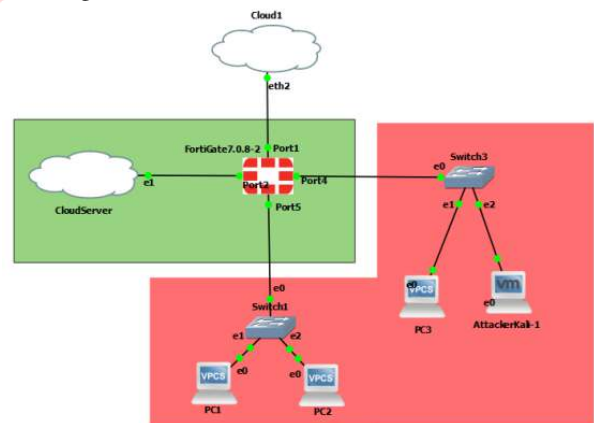 Cloud1
eth2
FortiGate7.0.8-2 Port1
Port2
Port4
Port5
e1
CloudServer
Switch3
e0
e1
e2
VPCS
e0
PC3
vm
e0
AttackerKali-1
e0
Switch1
e1
e2
e0
e0
VPCS
VPCS
PC1
PC2